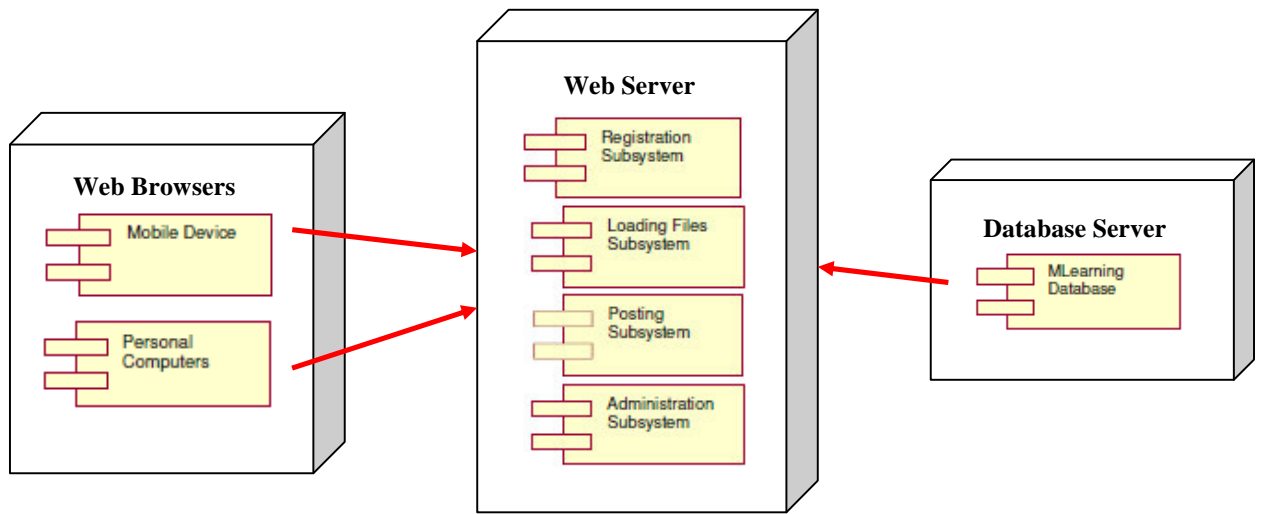 Web Browsers
Mobile Device
Personal
Computers
Web Server
Registration
Subsystem
Loading Files
Subsystem
Posting
Subsystem
Administration
Subsystem
Database Server
MLearning
Database